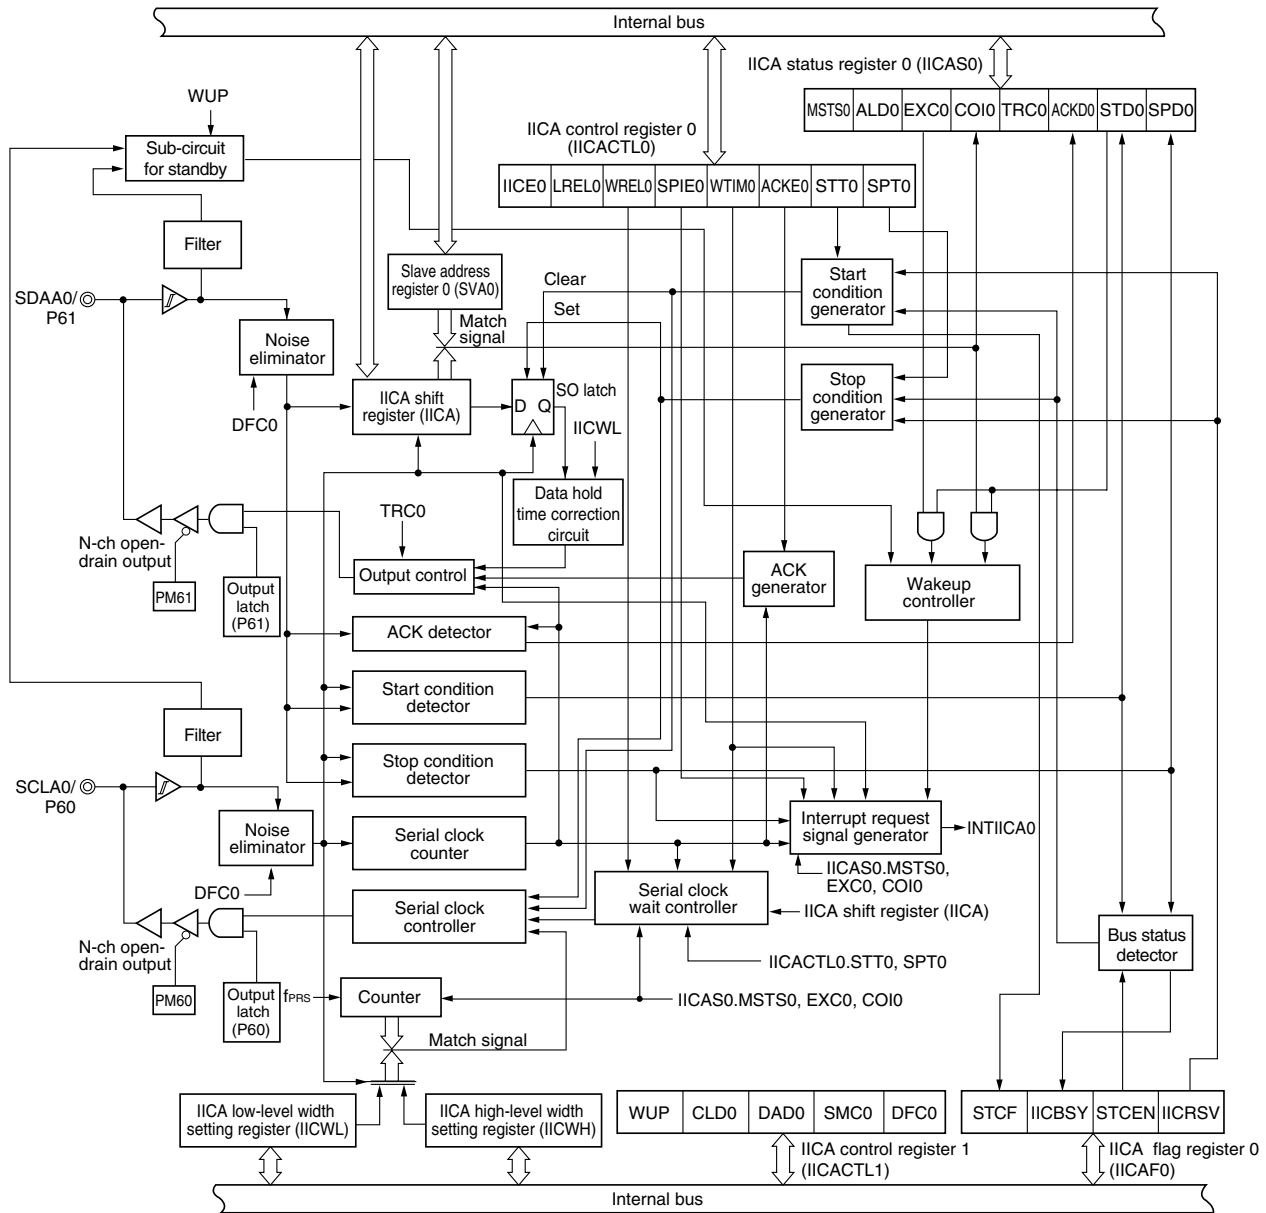 Internal bus
IICA status register 0 (IICAS0)
WUP
MSTS0 ALD0 EXC0 COI0 TRC0 ACKD0 STD0 SPD0
IICA control register 0
(IICACTL0)
Sub-circuit
for standby
IICE0 LREL0 WREL0 SPIE0 WTIM0 ACKE0 STT0 SPT0
Filter
Slave address
register 0 (SVA0)
Clear
Start
condition
generator
SDAA0/
P61
Set
Match
signal
Noise
eliminator
Stop
condition
generator
IICA shift
register (IICA)
SO latch
D Q
DFC0
IICWL
Data hold
time correction
circuit
TRC0
N-ch open-
drain output
PM61
Output
latch
(P61)
Output control
ACK
generator
Wakeup
controller
ACK detector
Start condition
detector
Filter
Stop condition
detector
SCLA0/
P60
Noise
eliminator
Serial clock
counter
Interrupt request
signal generator
INTIICA0
IICAS0.MSTS0,
EXC0, COI0
DFC0
Serial clock
controller
Serial clock
wait controller
IICA shift register (IICA)
N-ch open-
drain output
Bus status
detector
IICACTL0.STT0, SPT0
PM60
Output
latch
(P60)
fPRS
Counter
IICAS0.MSTS0, EXC0, COI0
Match signal
IICA low-level width
setting register (IICWL)
IICA high-level width
setting register (IICWH)
WUP CLD0 DAD0 SMC0 DFC0
STCF IICBSY STCEN IICRSV
IICA control register 1
(IICACTL1)
IICA flag register 0
(IICAF0)
Internal bus